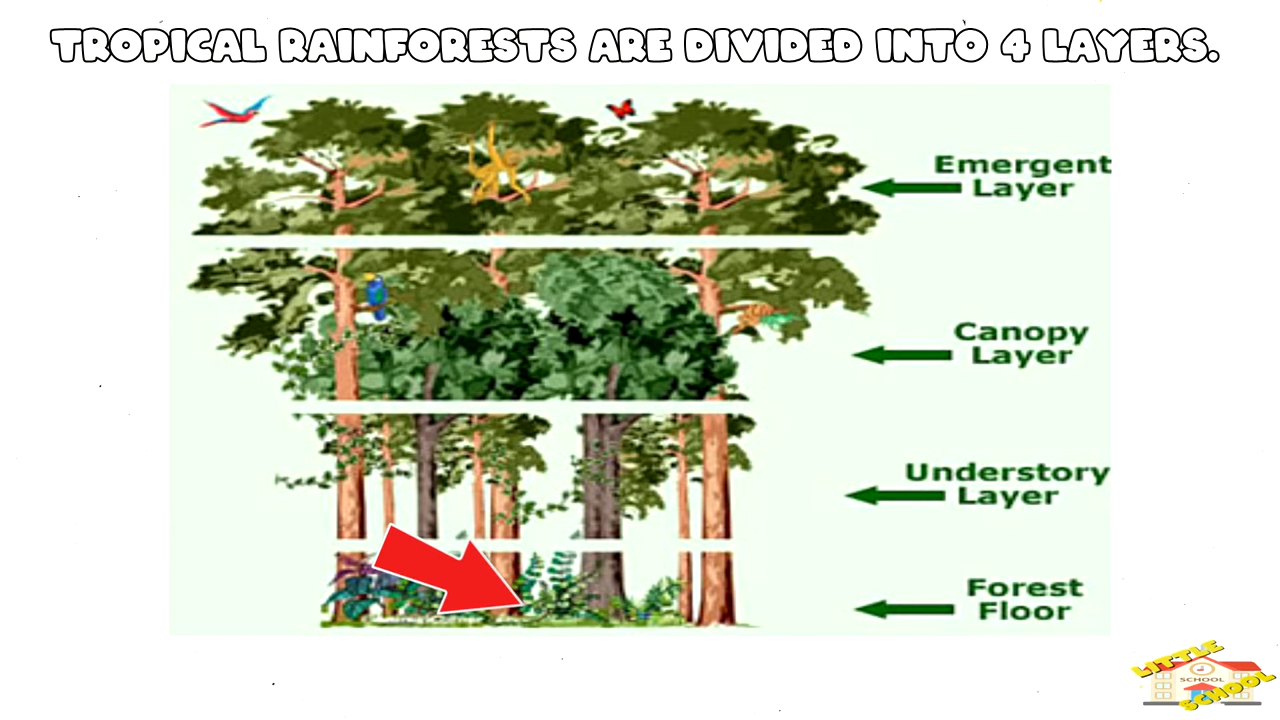 TROPICAL RAINFORESTS ARE DIVIDED INTO 4 LAYERS.
Emergent
Layer
Canopy
Layer
Understory
Layer
Forest
Floor
LITTLE
SCHOOL
SCHOOL